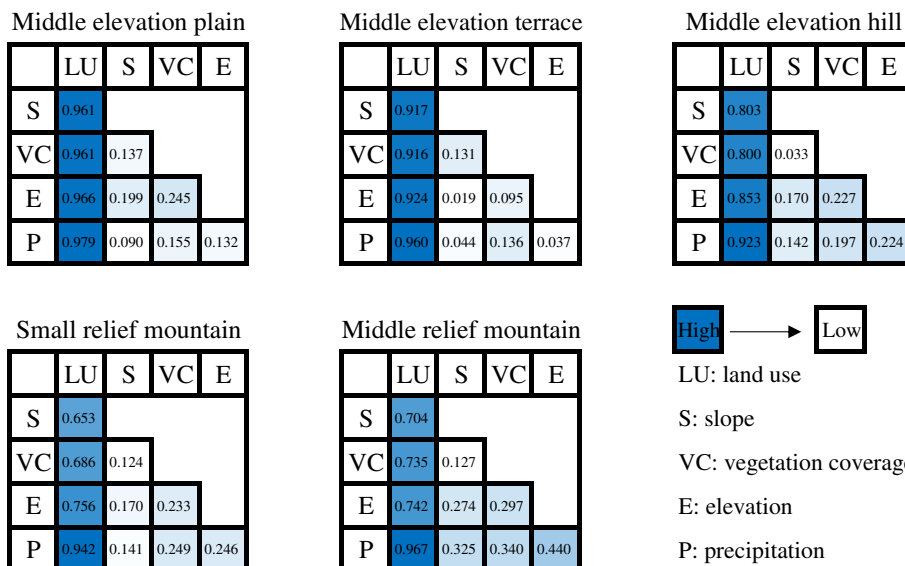 Middle elevation plain
LU S VC E
S 0.961
VC 0.961 0.137
E 0.966 0.199 0.245
P 0.979 0.090 0.155 0.132
Middle elevation terrace
LU S VC E
S 0.917
VC 0.916 0.131
E 0.924 0.019 0.095
P 0.960 0.044 0.136 0.037
Middle elevation hill
LU S VC E
S 0.803
VC 0.800 0.033
E 0.853 0.170 0.227
P 0.923 0.142 0.197 0.224
Small relief mountain
LU S VC E
S 0.653
VC 0.686 0.124
E 0.756 0.170 0.233
P 0.942 0.141 0.249 0.246
Middle relief mountain
LU S VC E
S 0.704
VC 0.735 0.127
E 0.742 0.274 0.297
P 0.967 0.325 0.340 0.440
High Low
LU: land use
S: slope
VC: vegetation coverage
E: elevation
P: precipitation